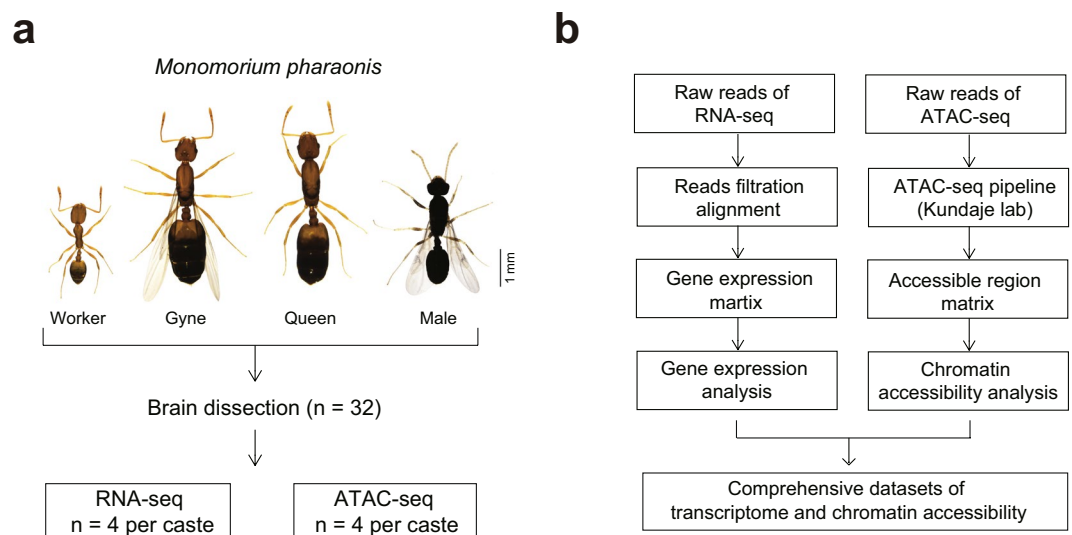 a
Monomorium pharaonis
1 mm
Worker
Gyne
Queen
Male
Brain dissection (n = 32)
RNA-seq
n = 4 per caste
ATAC-seq
n = 4 per caste
b
Raw reads of
RNA-seq
Raw reads of
ATAC-seq
Reads filtration
alignment
ATAC-seq pipeline
(Kundaje lab)
Gene expression
martix
Accessible region
matrix
Gene expression
analysis
Chromatin
accessibility analysis
Comprehensive datasets of
transcriptome and chromatin accessibility